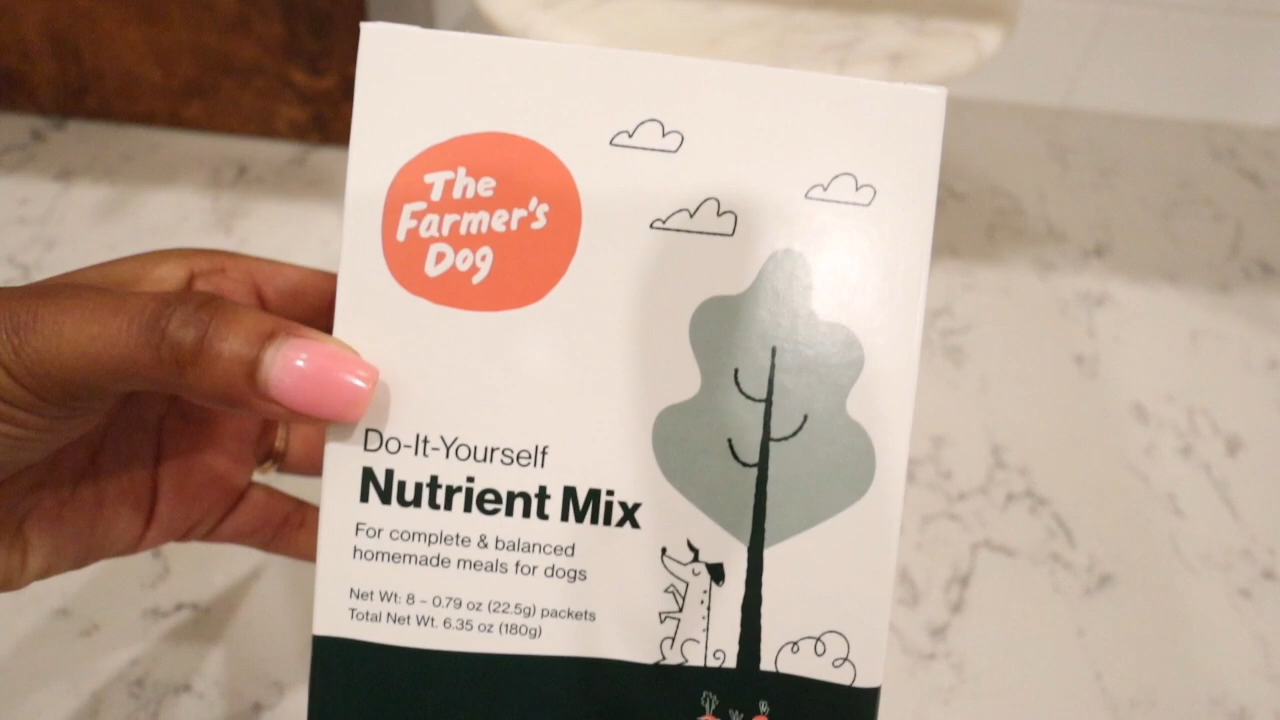 The
Farmer's
Dog
Do-It-Yourself
Nutrient Mix
For complete & balanced
homemade meals for dogs
Net Wt: 8 – 0.79 oz (22.5g) packets
Total Net Wt. 6.35 oz (180g)